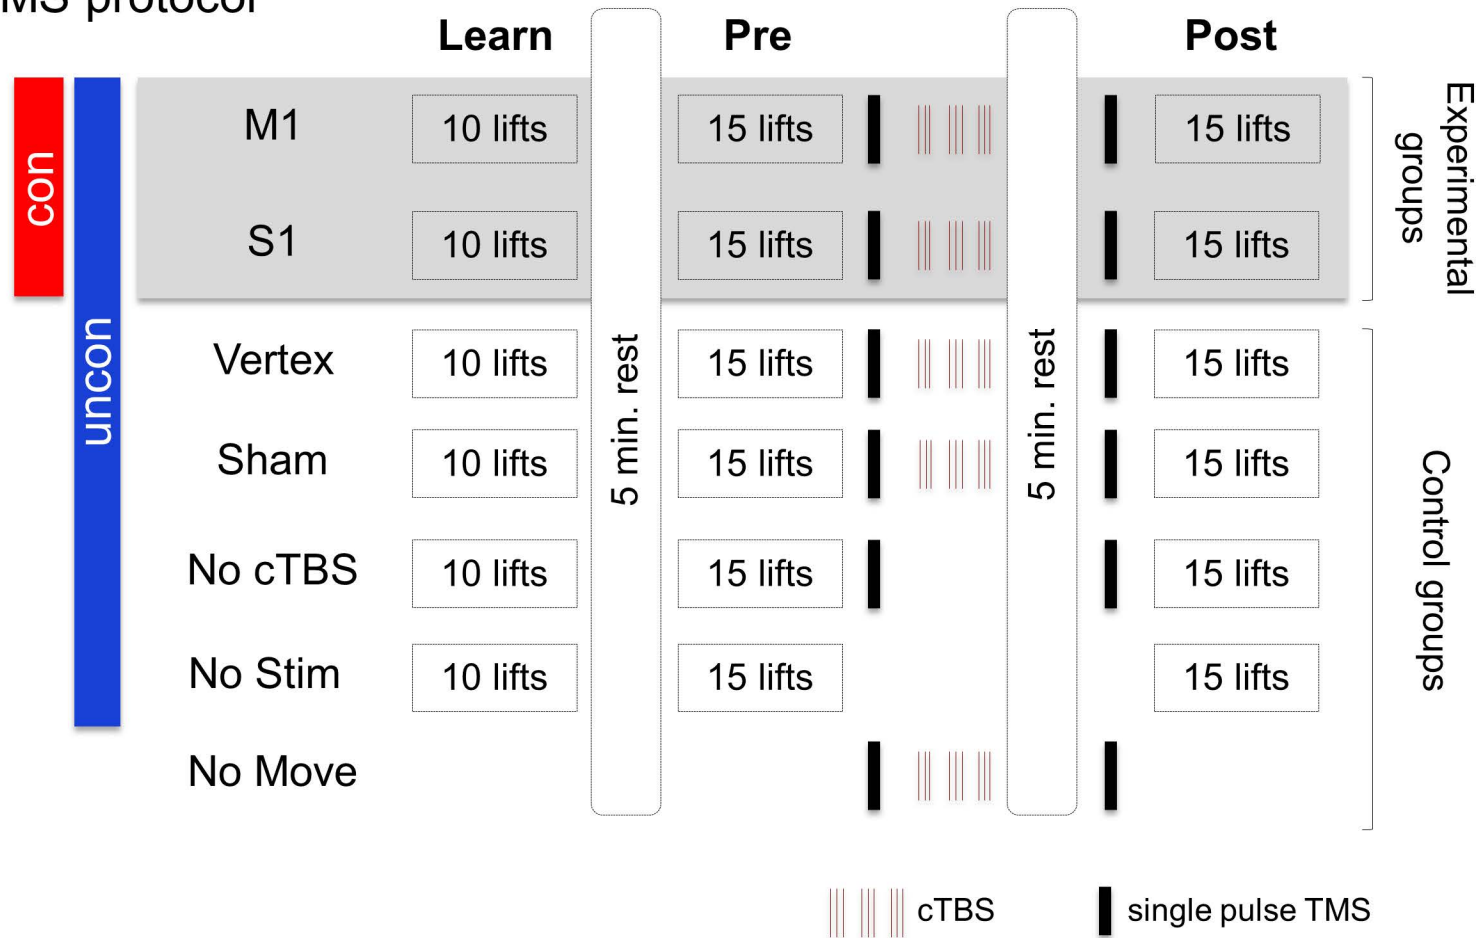 MS protocol
Learn Pre Post
con
uncon
M1 10 lifts 15 lifts 15 lifts
S1 10 lifts 15 lifts 15 lifts
Experimental
groups
Vertex 10 lifts 15 lifts 15 lifts
Sham 10 lifts 15 lifts 15 lifts
No cTBS 10 lifts 15 lifts 15 lifts
No Stim 10 lifts 15 lifts 15 lifts
No Move
5 min. rest
5 min. rest
Control groups
cTBS single pulse TMS